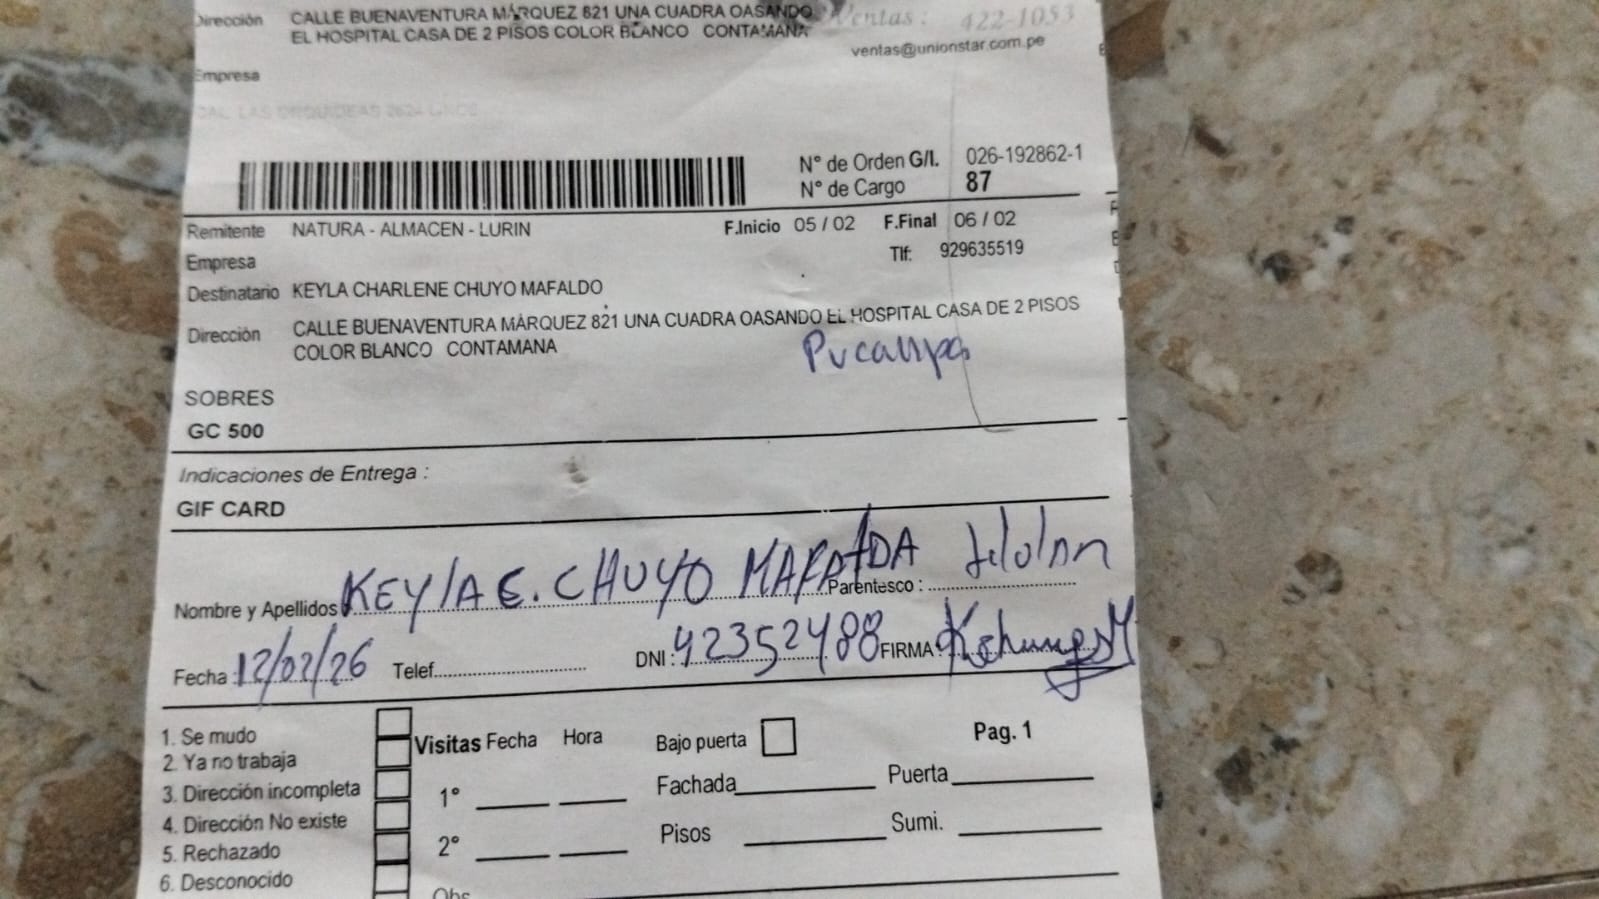 Dirección CALLE BUENAVENTURA MÁRQUEZ 821 UNA CUADRA OASANDO
EL HOSPITAL CASA DE 2 PISOS COLOR BLANCO CONTAMANA
Ventas: 422-1053
ventas@unionstar.com.pe
Empresa
N° de Orden G/I. 026-192862-1
N° de Cargo 87
Remitente NATURA - ALMACEN - LURIN F.Inicio 05 / 02 F.Final 06 / 02
Empresa Tlf: 929635519
Destinatario KEYLA CHARLENE CHUYO MAFALDO
Dirección CALLE BUENAVENTURA MÁRQUEZ 821 UNA CUADRA OASANDO EL HOSPITAL CASA DE 2 PISOS
COLOR BLANCO CONTAMANA
SOBRES
GC 500
Indicaciones de Entrega :
GIF CARD
Nombre y Apellidos KEYLA C. CHUYO MAFALDA Parentesco :
Fecha : 12/02/26 Telef. DNI : 42352488 FIRMA :
1. Se mudo
2. Ya no trabaja
3. Dirección incompleta
4. Dirección No existe
5. Rechazado
6. Desconocido
Visitas Fecha Hora
1°
2°
Obs
Bajo puerta Pag. 1
Fachada Puerta
Pisos Sumi.